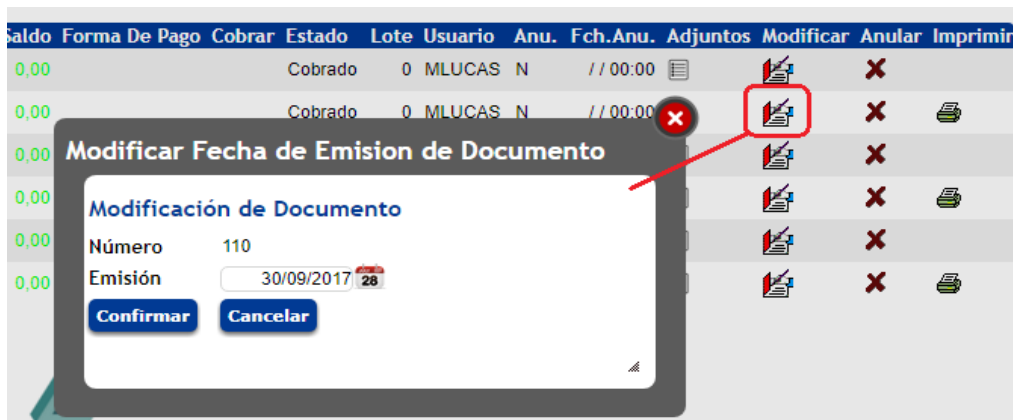 Saldo Forma De Pago Cobrar Estado Lote Usuario Anu. Fch.Anu. Adjuntos Modificar Anular Imprimir
0,00 Cobrado 0 MLUCAS N / / 00:00
0,00 Cobrado 0 MLUCAS N / / 00:00
0,00
0,00
0,00
0,00
Modificar Fecha de Emision de Documento
Modificación de Documento
Número 110
Emisión 30/09/2017 28
Confirmar Cancelar